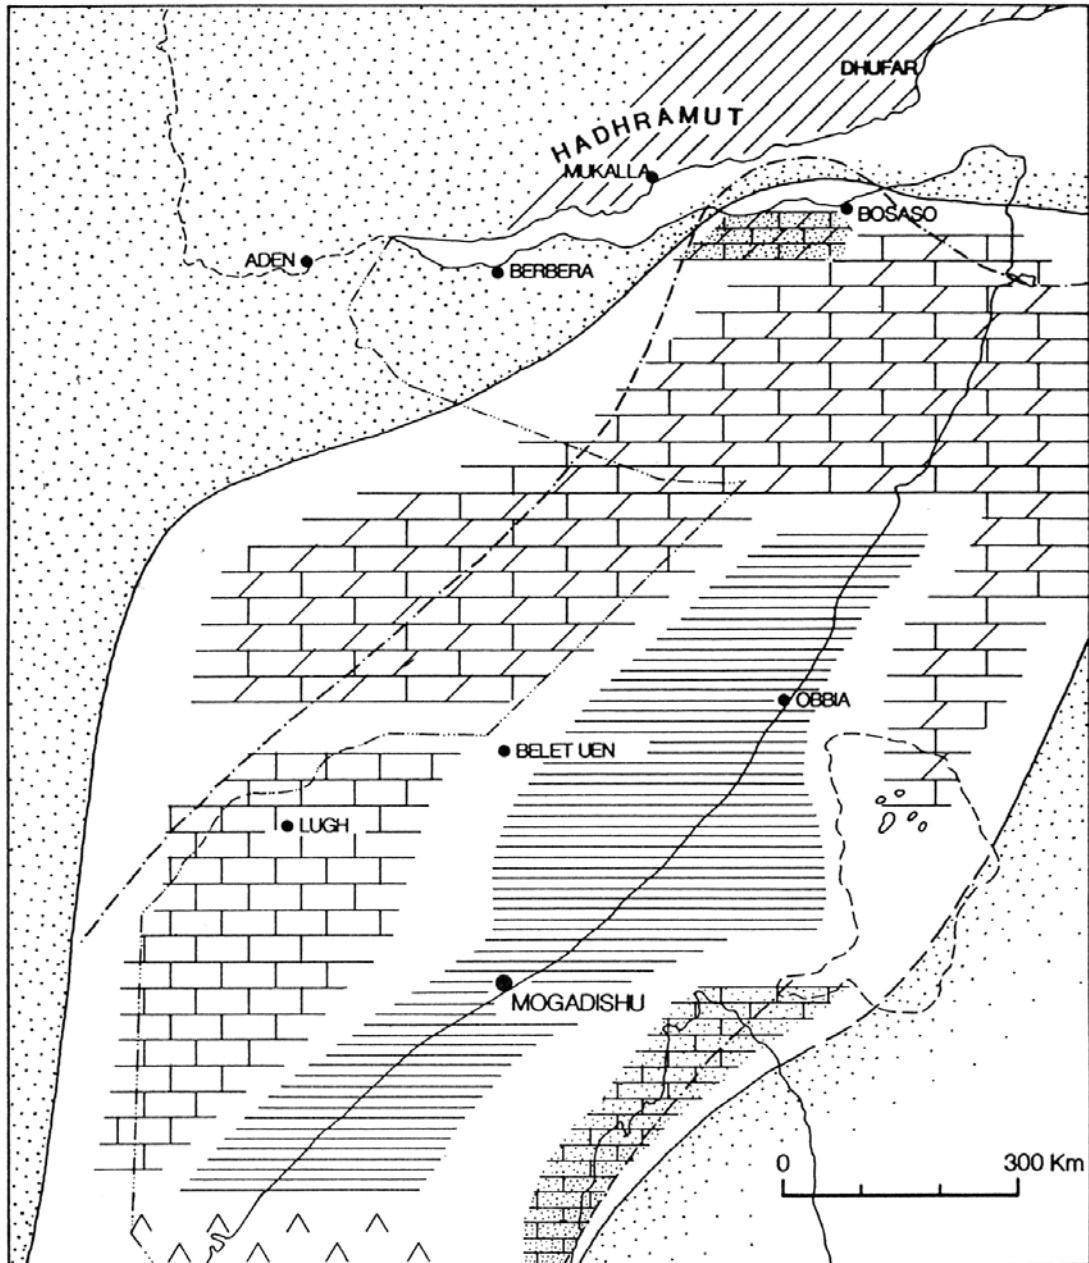 DHUFAR
HADHRAMUT
MUKALLA
BOSASO
ADEN
BERBERA
OBBIA
BELET UEN
LUGH
MOGADISHU
0 300 Km